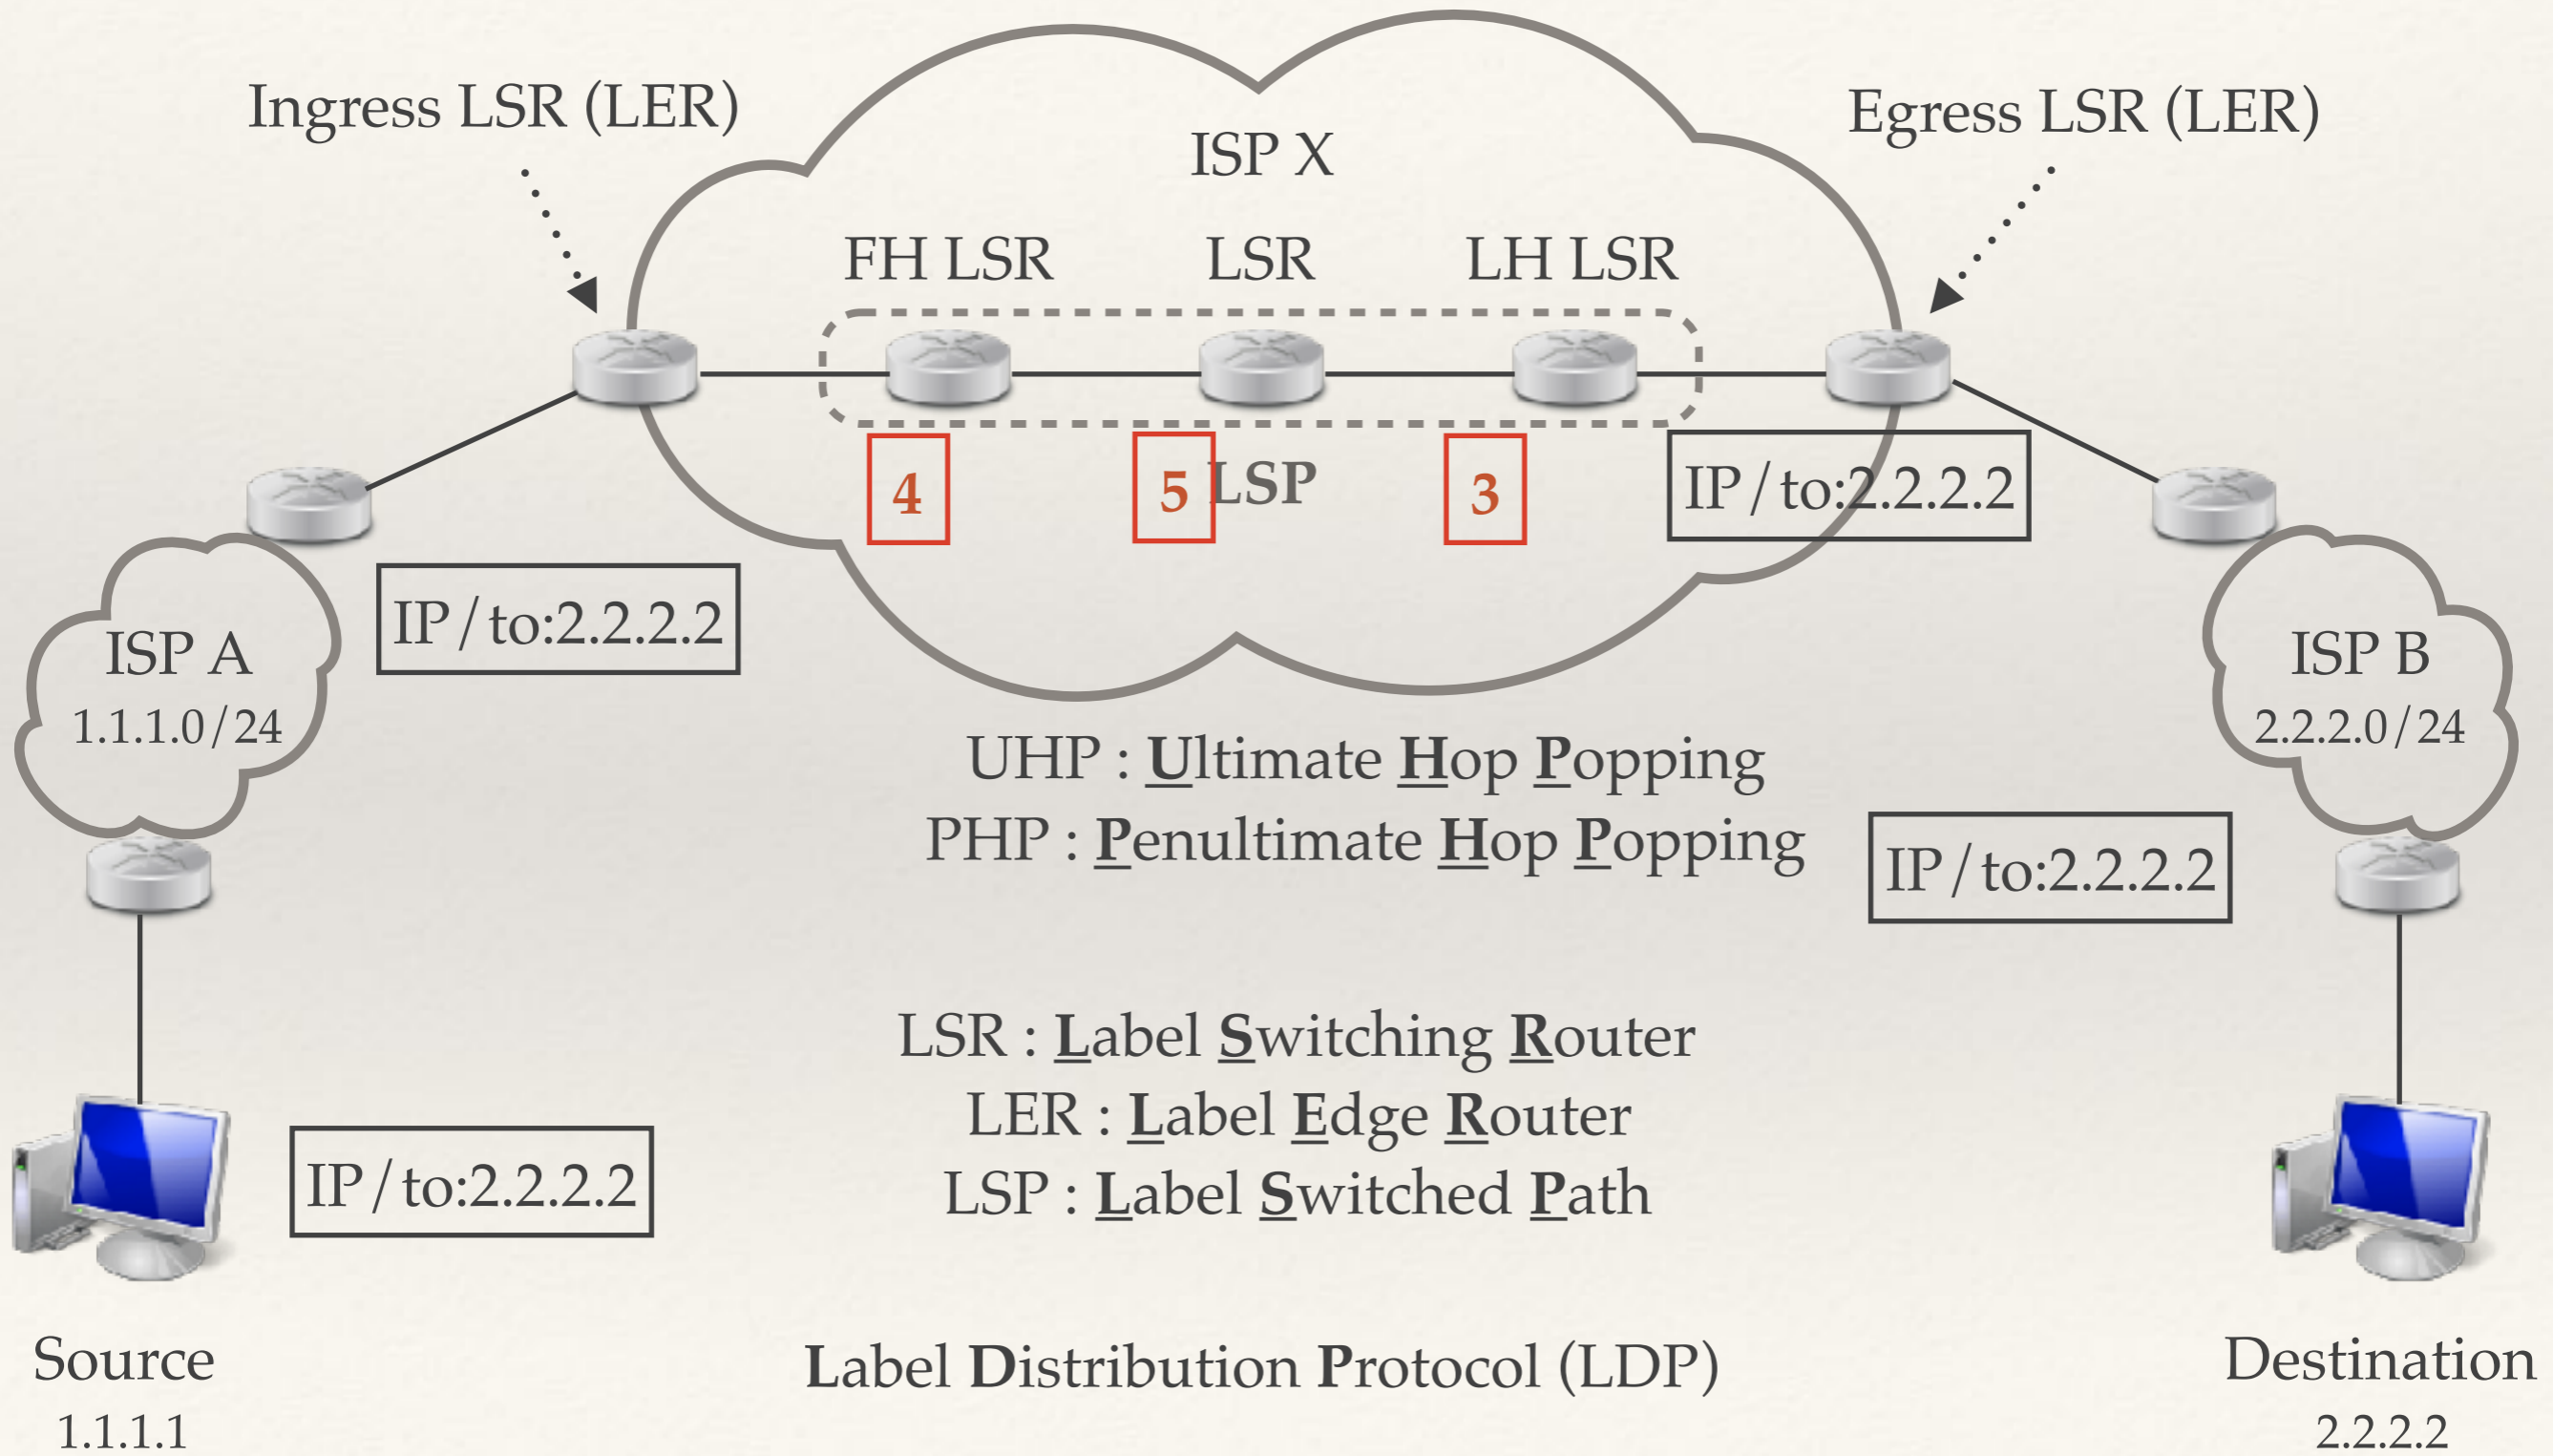 Ingress LSR (LER)
Egress LSR (LER)
ISP X
FH LSR
LSR
LH LSR
4
5
LSP
3
IP/to:2.2.2.2
IP/to:2.2.2.2
ISP A
1.1.1.0/24
ISP B
2.2.2.0/24
UHP : Ultimate Hop Popping
PHP : Penultimate Hop Popping
IP/to:2.2.2.2
LSR : Label Switching Router
LER : Label Edge Router
LSP : Label Switched Path
IP/to:2.2.2.2
Source
1.1.1.1
Label Distribution Protocol (LDP)
Destination
2.2.2.2